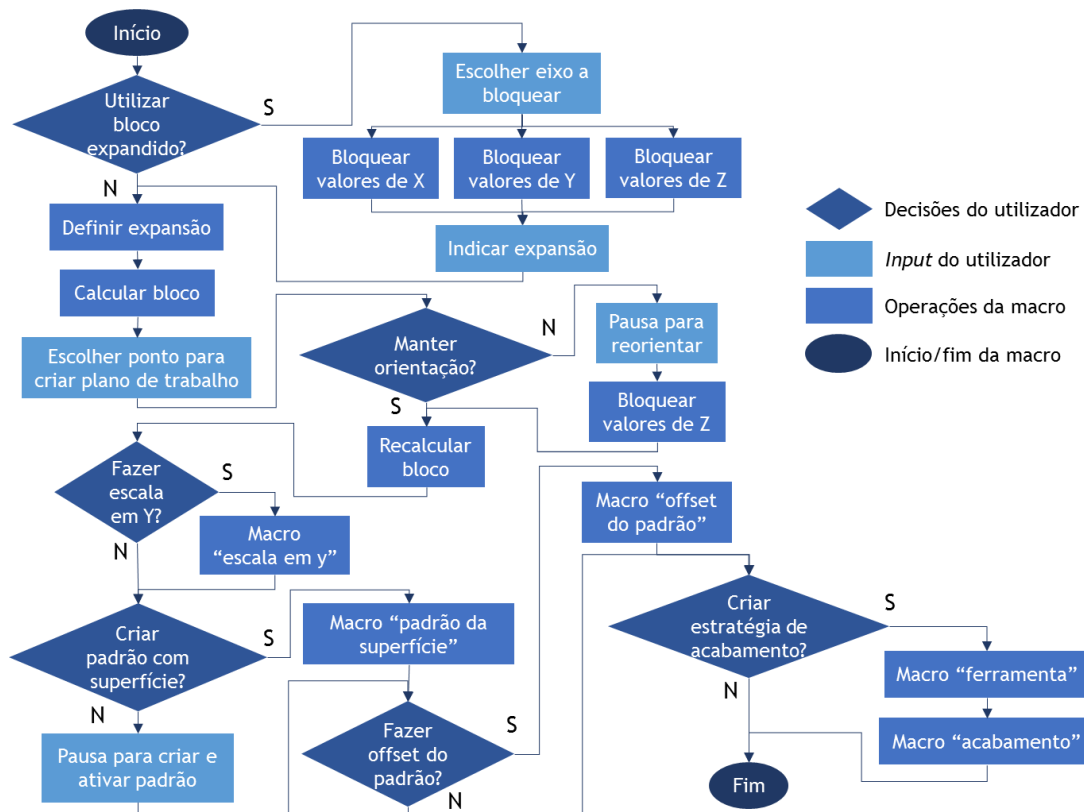 Início
Utilizar
bloco
expandido?
S
N
Escolher eixo a
bloquear
Bloquear
valores de X
Bloquear
valores de Y
Bloquear
valores de Z
Indicar expansão
Definir expansão
Calcular bloco
Escolher ponto para
criar plano de trabalho
Manter
orientação?
N
S
Pausa para
reorientar
Bloquear
valores de Z
Recalcular
bloco
Fazer
escala
em Y?
S
N
Macro
“escala em y”
Criar
padrão com
superfície?
S
N
Macro “padrão da
superfície”
Pausa para criar e
ativar padrão
Fazer
offset do
padrão?
S
N
Macro “offset
do padrão”
Criar
estratégia de
acabamento?
S
N
Macro “ferramenta”
Macro “acabamento”
Fim
Decisões do utilizador
Input do utilizador
Operações da macro
Início/fim da macro